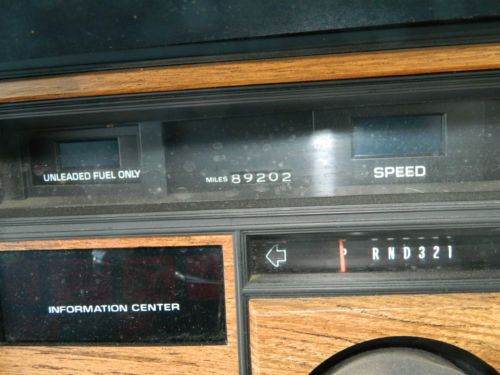 UNLEADED FUEL ONLY
MILES 89202
SPEED
INFORMATION CENTER
P R N D 3 2 1